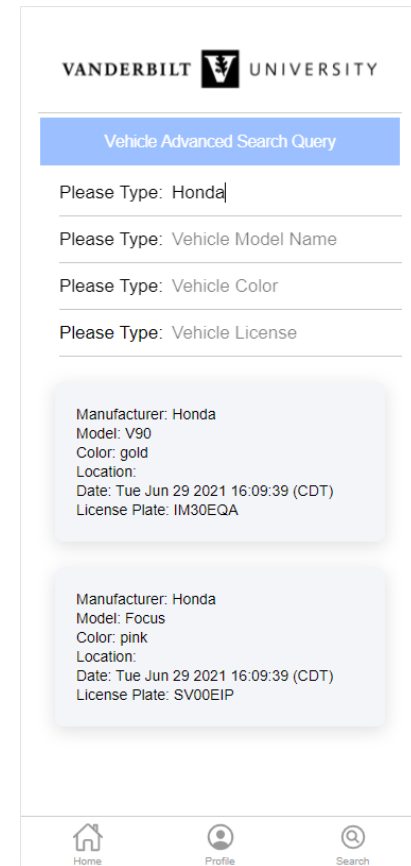 VANDERBILT V UNIVERSITY
Vehicle Advanced Search Query
Please Type: Honda
Please Type: Vehicle Model Name
Please Type: Vehicle Color
Please Type: Vehicle License
Manufacturer: Honda
Model: V90
Color: gold
Location:
Date: Tue Jun 29 2021 16:09:39 (CDT)
License Plate: IM30EQA
Manufacturer: Honda
Model: Focus
Color: pink
Location:
Date: Tue Jun 29 2021 16:09:39 (CDT)
License Plate: SV00EIP
Home Profile Search